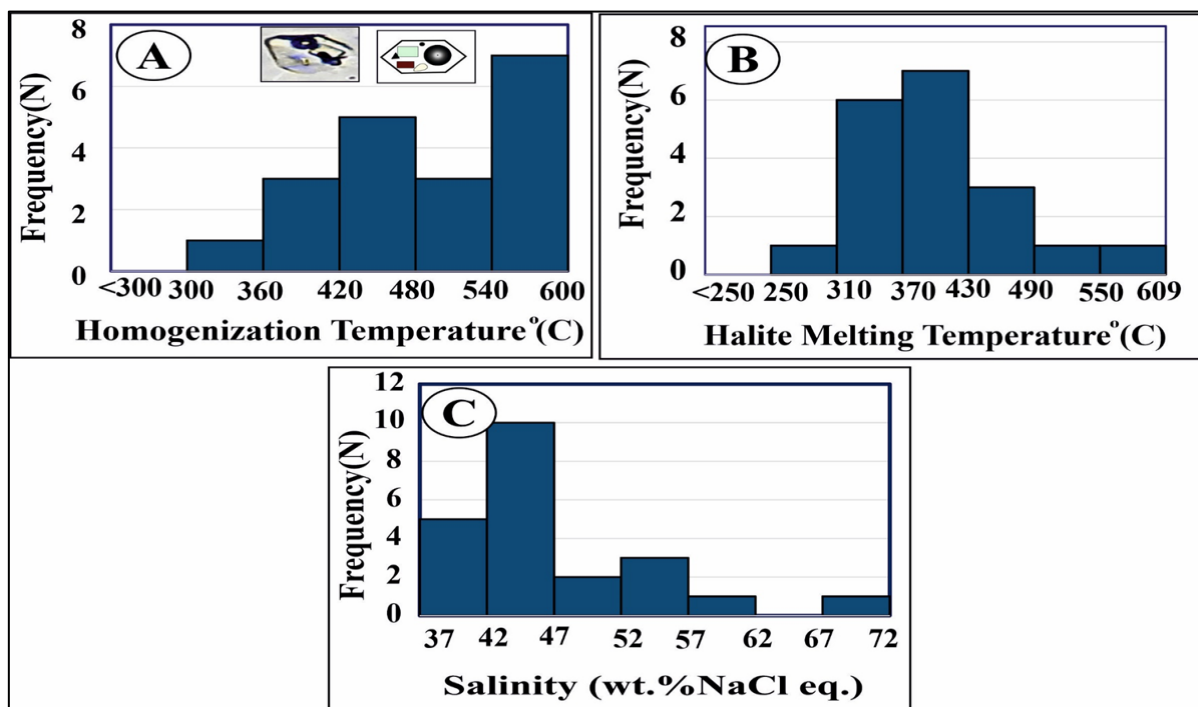 A
Frequency(N)
8
6
4
2
0
<300 300 360 420 480 540 600
Homogenization Temperature°(C)
B
Frequency(N)
8
6
4
2
0
<250 250 310 370 430 490 550 609
Halite Melting Temperature°(C)
C
Frequency(N)
12
10
8
6
4
2
0
37 42 47 52 57 62 67 72
Salinity (wt.%NaCl eq.)